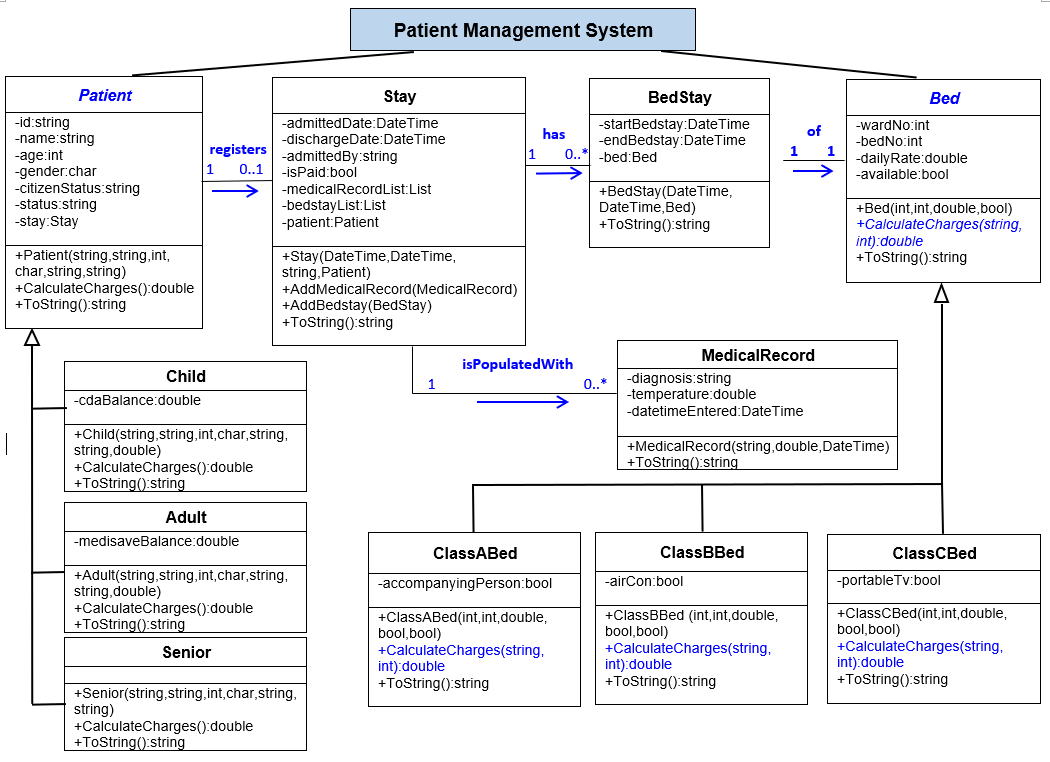 Patient Management System
Patient
-id:string
-name:string
-age:int
-gender:char
-citizenStatus:string
-status:string
-stay:Stay
+Patient(string,string,int,
char,string,string)
+CalculateCharges():double
+ToString():string
registers
1 0..1
Stay
-admittedDate:DateTime
-dischargeDate:DateTime
-admittedBy:string
-isPaid:bool
-medicalRecordList:List
-bedstayList:List
-patient:Patient
+Stay(DateTime,DateTime,
string,Patient)
+AddMedicalRecord(MedicalRecord)
+AddBedstay(BedStay)
+ToString():string
has
1 0..*
BedStay
-startBedstay:DateTime
-endBedstay:DateTime
-bed:Bed
+BedStay(DateTime,
DateTime,Bed)
+ToString():string
of
1 1
Bed
-wardNo:int
-bedNo:int
-dailyRate:double
-available:bool
+Bed(int,int,double,bool)
+CalculateCharges(string,
int):double
+ToString():string
isPopulatedWith
1 0..*
MedicalRecord
-diagnosis:string
-temperature:double
-datetimeEntered:DateTime
+MedicalRecord(string,double,DateTime)
+ToString():string
Child
-cdaBalance:double
+Child(string,string,int,char,string,
string,double)
+CalculateCharges():double
+ToString():string
Adult
-medisaveBalance:double
+Adult(string,string,int,char,string,
string,double)
+CalculateCharges():double
+ToString():string
Senior
+Senior(string,string,int,char,string,
string)
+CalculateCharges():double
+ToString():string
ClassABed
-accompanyingPerson:bool
+ClassABed(int,int,double,
bool,bool)
+CalculateCharges(string,
int):double
+ToString():string
ClassBBed
-airCon:bool
+ClassBBed (int,int,double,
bool,bool)
+CalculateCharges(string,
int):double
+ToString():string
ClassCBed
-portableTv:bool
+ClassCBed(int,int,double,
bool,bool)
+CalculateCharges(string,
int):double
+ToString():string